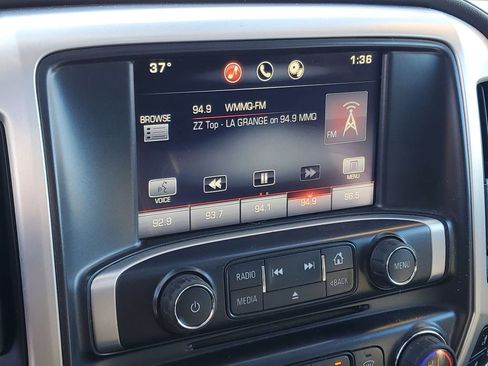 37°
1:36
94.9 WMMQ-FM
ZZ Top - LA GRANGE on 94.9 MMQ
BROWSE
FM
VOICE
MENU
92.9 93.7 94.1 94.9 96.5
RADIO
MENU
MEDIA
<BACK